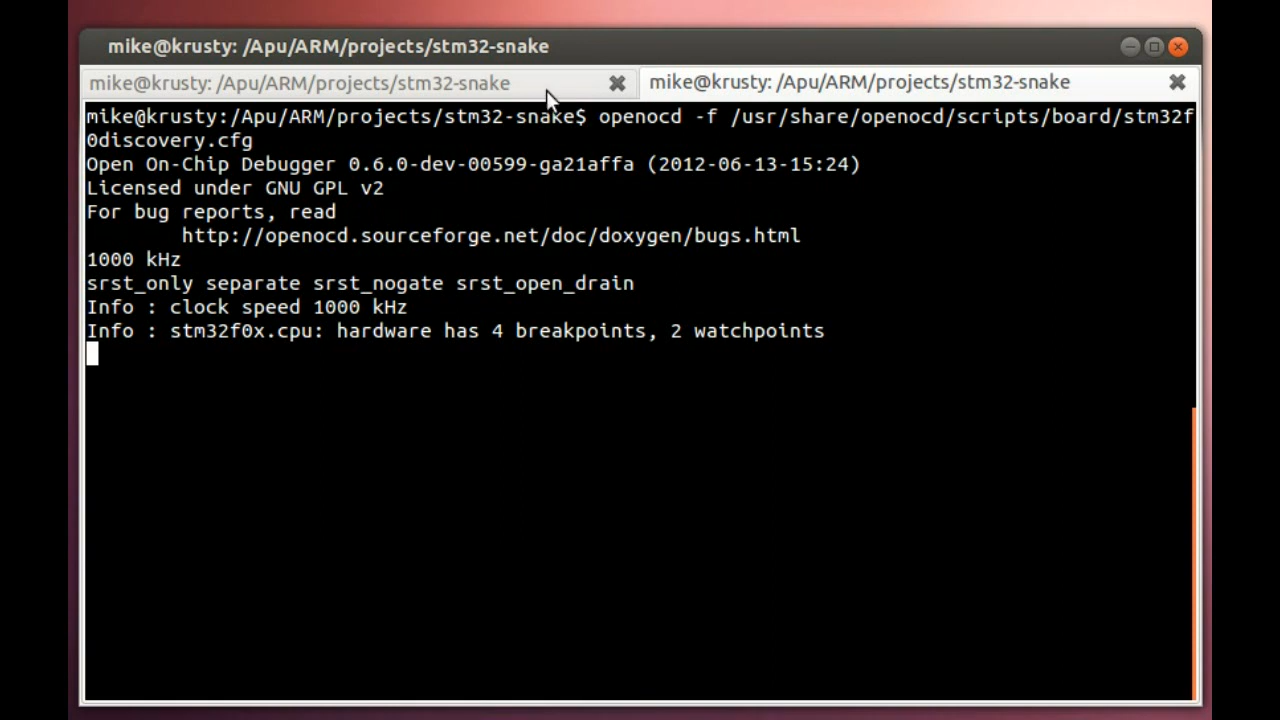 mike@krusty: /Apu/ARM/projects/stm32-snake
mike@krusty: /Apu/ARM/projects/stm32-snake
mike@krusty: /Apu/ARM/projects/stm32-snake
mike@krusty:/Apu/ARM/projects/stm32-snake$ openocd -f /usr/share/openocd/scripts/board/stm32f
0discovery.cfg
Open On-Chip Debugger 0.6.0-dev-00599-ga21affa (2012-06-13-15:24)
Licensed under GNU GPL v2
For bug reports, read
http://openocd.sourceforge.net/doc/doxygen/bugs.html
1000 kHz
srst_only separate srst_nogate srst_open_drain
Info : clock speed 1000 kHz
Info : stm32f0x.cpu: hardware has 4 breakpoints, 2 watchpoints